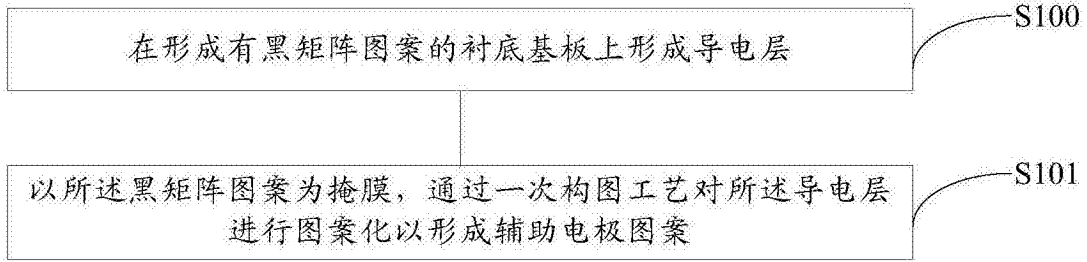 S100
在形成有黑矩阵图案的衬底基板上形成导电层
S101
以所述黑矩阵图案为掩膜，通过一次构图工艺对所述导电层
进行图案化以形成辅助电极图案